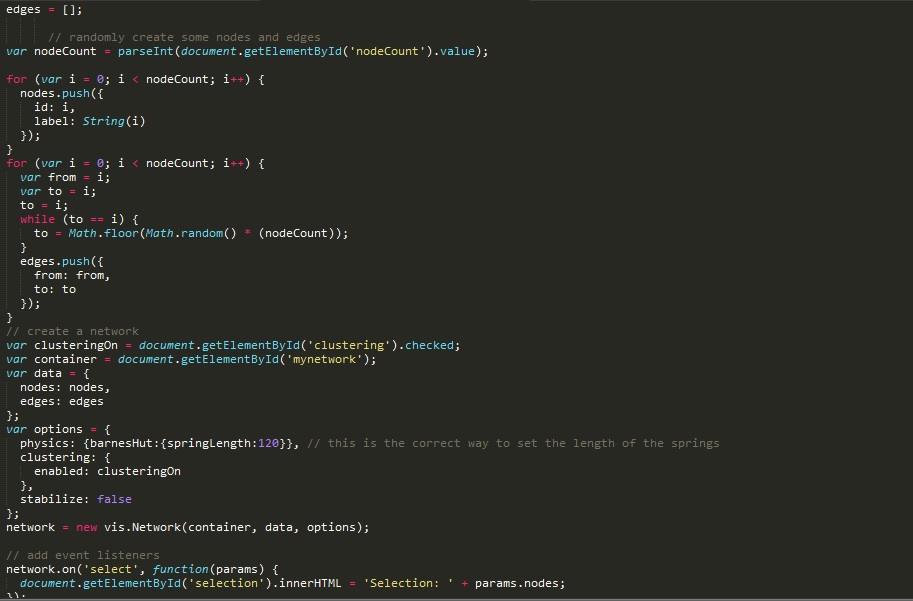 edges = [];
// randomly create some nodes and edges
var nodeCount = parseInt(document.getElementById('nodeCount').value);
for (var i = 0; i < nodeCount; i++) {
nodes.push({
id: i,
label: String(i)
});
}
for (var i = 0; i < nodeCount; i++) {
var from = i;
var to = i;
to = i;
while (to == i) {
to = Math.floor(Math.random() * (nodeCount));
}
edges.push({
from: from,
to: to
});
}
// create a network
var clusteringOn = document.getElementById('clustering').checked;
var container = document.getElementById('mynetwork');
var data = {
nodes: nodes,
edges: edges
};
var options = {
physics: {barnesHut:{springLength:120}}, // this is the correct way to set the length of the springs
clustering: {
enabled: clusteringOn
},
stabilize: false
};
network = new vis.Network(container, data, options);
// add event listeners
network.on('select', function(params) {
document.getElementById('selection').innerHTML = 'Selection: ' + params.nodes;
});